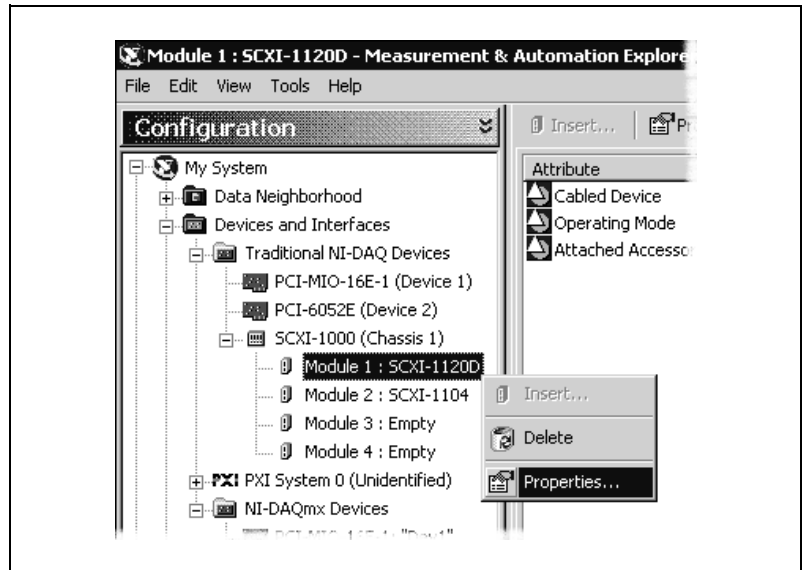 Module 1 : SCXI-1120D - Measurement & Automation Explore
File Edit View Tools Help
Configuration
Insert...
My System
Data Neighborhood
Devices and Interfaces
Traditional NI-DAQ Devices
PCI-MIO-16E-1 (Device 1)
PCI-6052E (Device 2)
SCXI-1000 (Chassis 1)
Module 1 : SCXI-1120D
Module 2 : SCXI-1104
Module 3 : Empty
Module 4 : Empty
PXI PXI System 0 (Unidentified)
NI-DAQmx Devices
Attribute
Cabled Device
Operating Mode
Attached Accesso
Insert...
Delete
Properties...